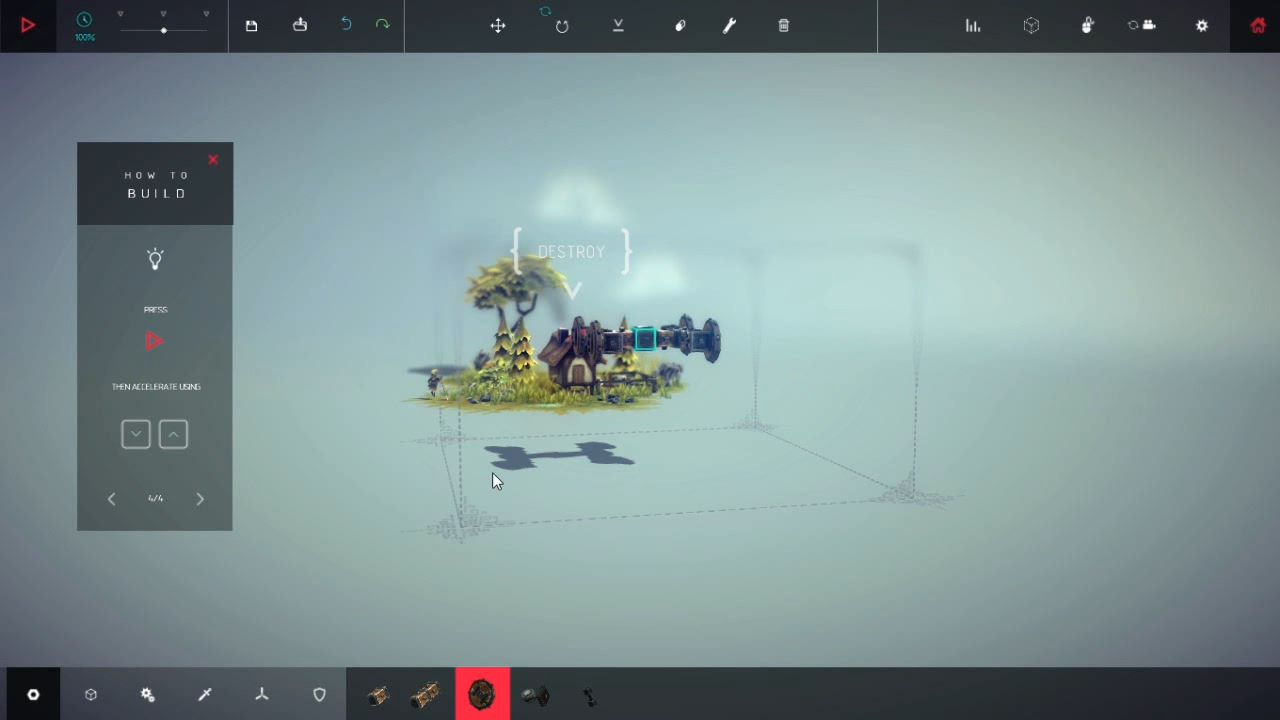 100%
HOW TO
BUILD
DESTROY
PRESS
THEN ACCELERATE USING
4/4